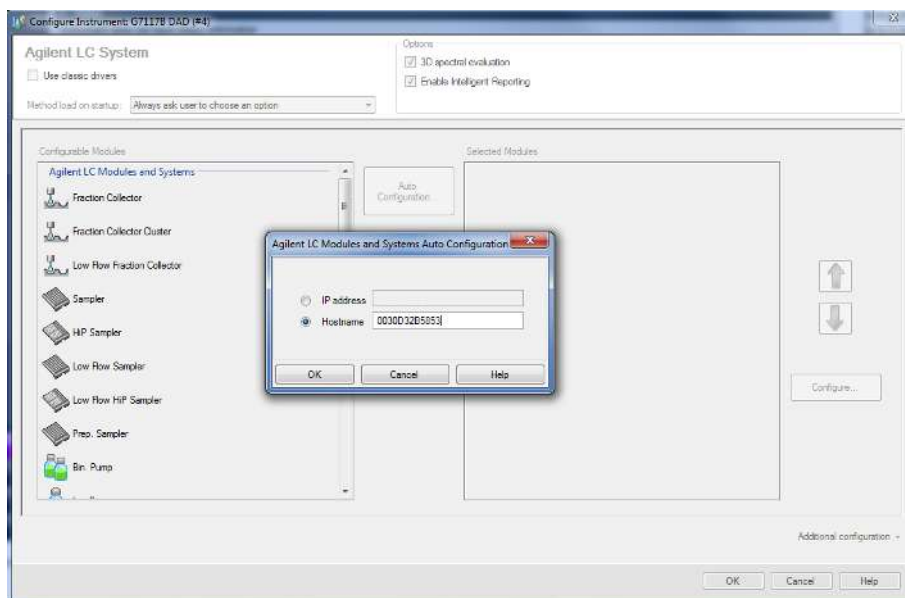 Configure Instrument: G7117B DAD (#4)
Agilent LC System
Use classic drivers
Method load on startup: Always ask user to choose an option
Options
3D spectral evaluation
Enable Intelligent Reporting
Configurable Modules
Agilent LC Modules and Systems
Fraction Collector
Fraction Collector Cluster
Low Flow Fraction Collector
Sampler
HiP Sampler
Low Flow Sampler
Low Flow HiP Sampler
Prep. Sampler
Bin. Pump
Auto
Configuration...
Selected Modules
Agilent LC Modules and Systems Auto Configuration
IP address
Hostname 0030D32B5853
OK Cancel Help
Configure...
Additional configuration
OK Cancel Help